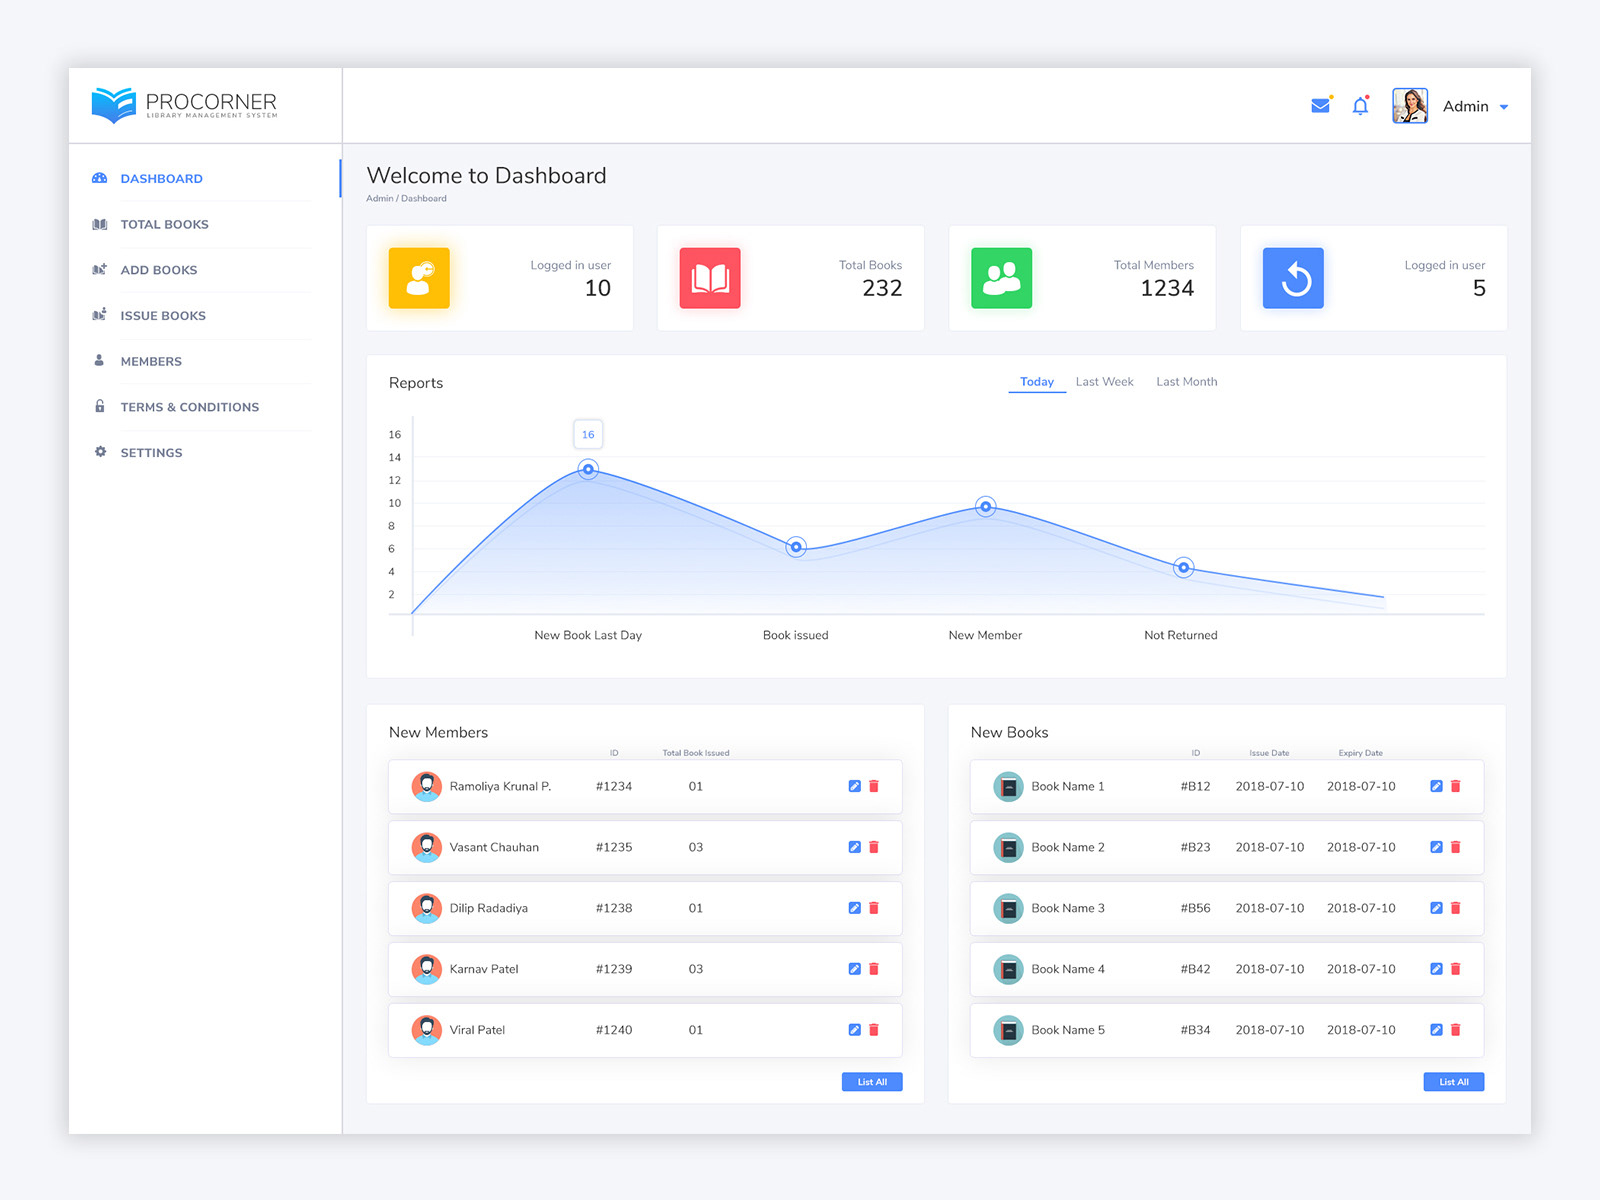 PROCORNER
LIBRARY MANAGEMENT SYSTEM
Admin
DASHBOARD
TOTAL BOOKS
ADD BOOKS
ISSUE BOOKS
MEMBERS
TERMS & CONDITIONS
SETTINGS
Welcome to Dashboard
Admin / Dashboard
Logged in user
10
Total Books
232
Total Members
1234
Logged in user
5
Reports
Today Last Week Last Month
16
16
14
12
10
8
6
4
2
New Book Last Day Book issued New Member Not Returned
New Members
ID Total Book Issued
Ramoliya Krunal P. #1234 01
Vasant Chauhan #1235 03
Dilip Radadiya #1238 01
Karnav Patel #1239 03
Viral Patel #1240 01
List All
New Books
ID Issue Date Expiry Date
Book Name 1 #B12 2018-07-10 2018-07-10
Book Name 2 #B23 2018-07-10 2018-07-10
Book Name 3 #B56 2018-07-10 2018-07-10
Book Name 4 #B42 2018-07-10 2018-07-10
Book Name 5 #B34 2018-07-10 2018-07-10
List All